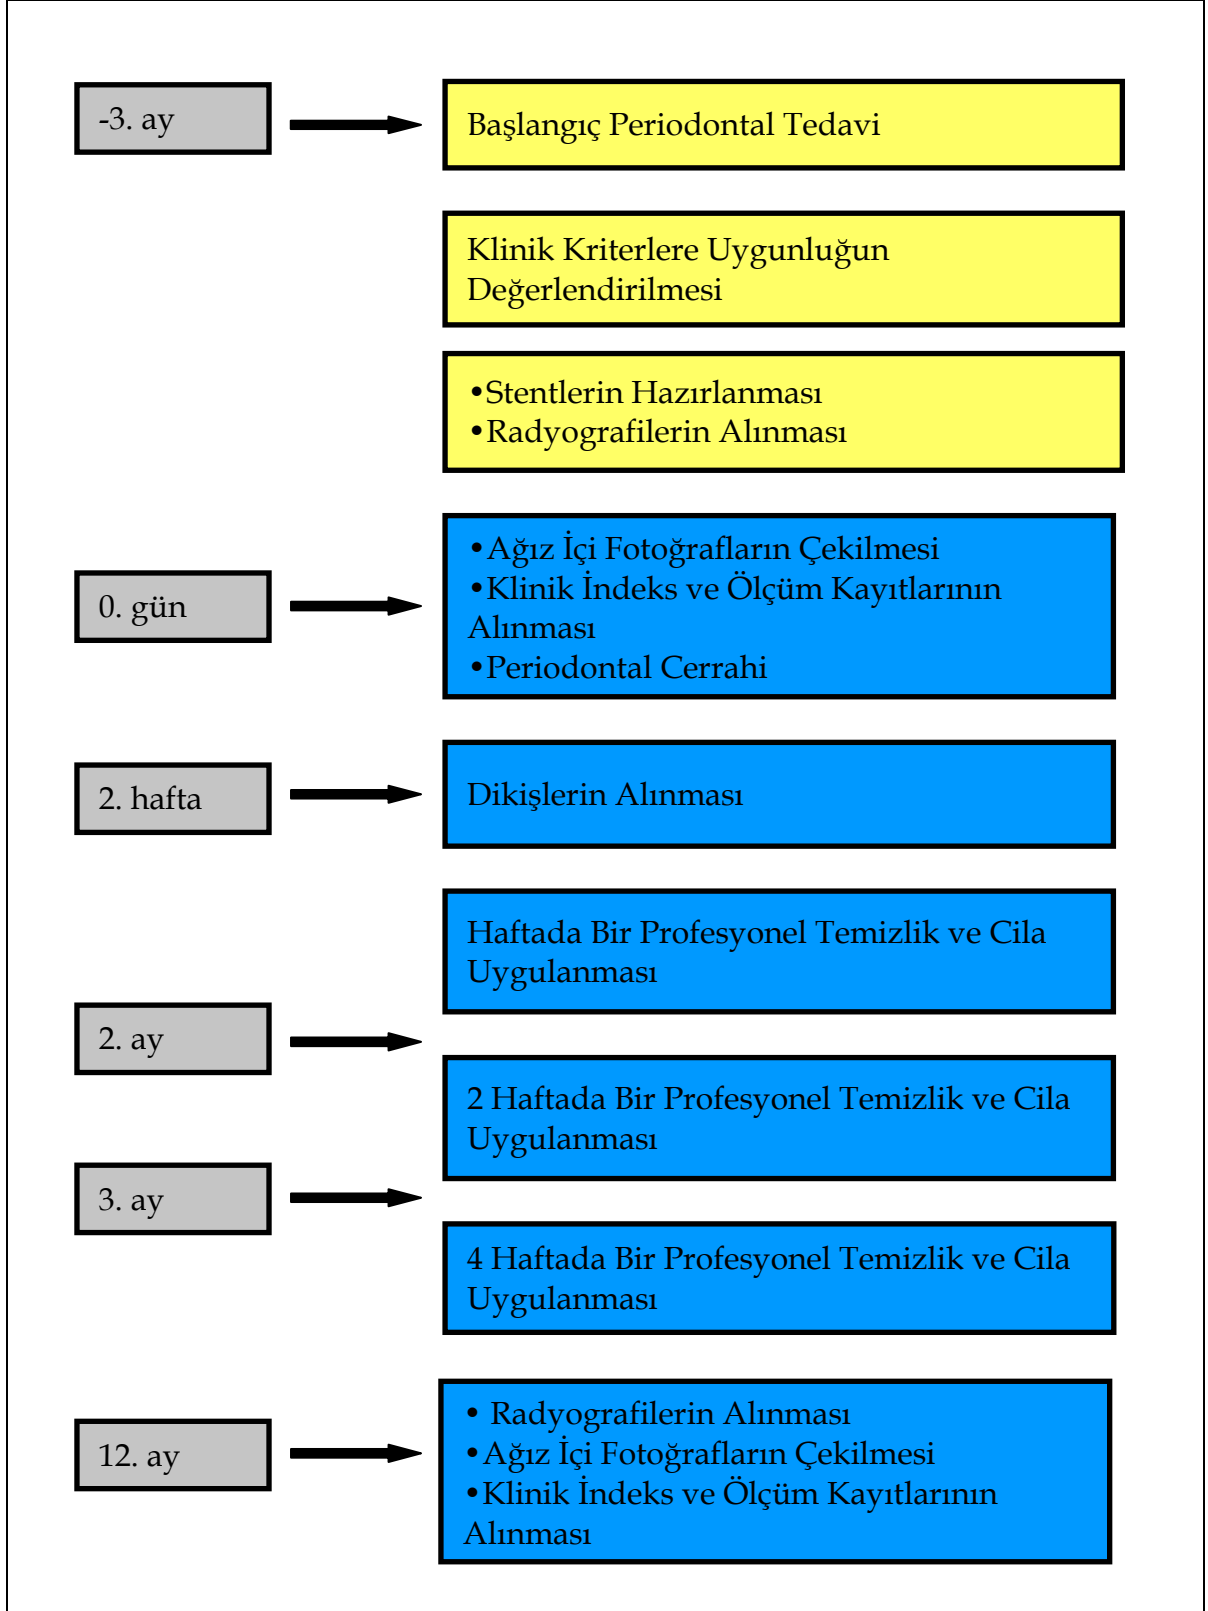 -3. ay
Başlangıç Periodontal Tedavi
Klinik Kriterlere Uygunluğun
Değerlendirilmesi
•Stentlerin Hazırlanması
•Radyografilerin Alınması
0. gün
•Ağız İçi Fotoğrafların Çekilmesi
•Klinik İndeks ve Ölçüm Kayıtlarının
Alınması
•Periodontal Cerrahi
2. hafta
Dikişlerin Alınması
Haftada Bir Profesyonel Temizlik ve Cila
Uygulanması
2. ay
2 Haftada Bir Profesyonel Temizlik ve Cila
Uygulanması
3. ay
4 Haftada Bir Profesyonel Temizlik ve Cila
Uygulanması
12. ay
• Radyografilerin Alınması
•Ağız İçi Fotoğrafların Çekilmesi
•Klinik İndeks ve Ölçüm Kayıtlarının
Alınması